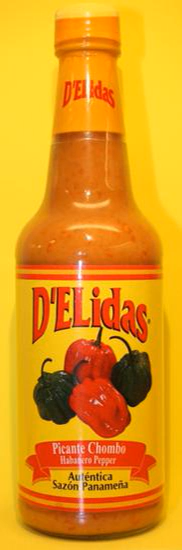 D'ELidas
D'ELidas
Picante Chombo
Habanero Pepper
Auténtica
Sazón Panameña